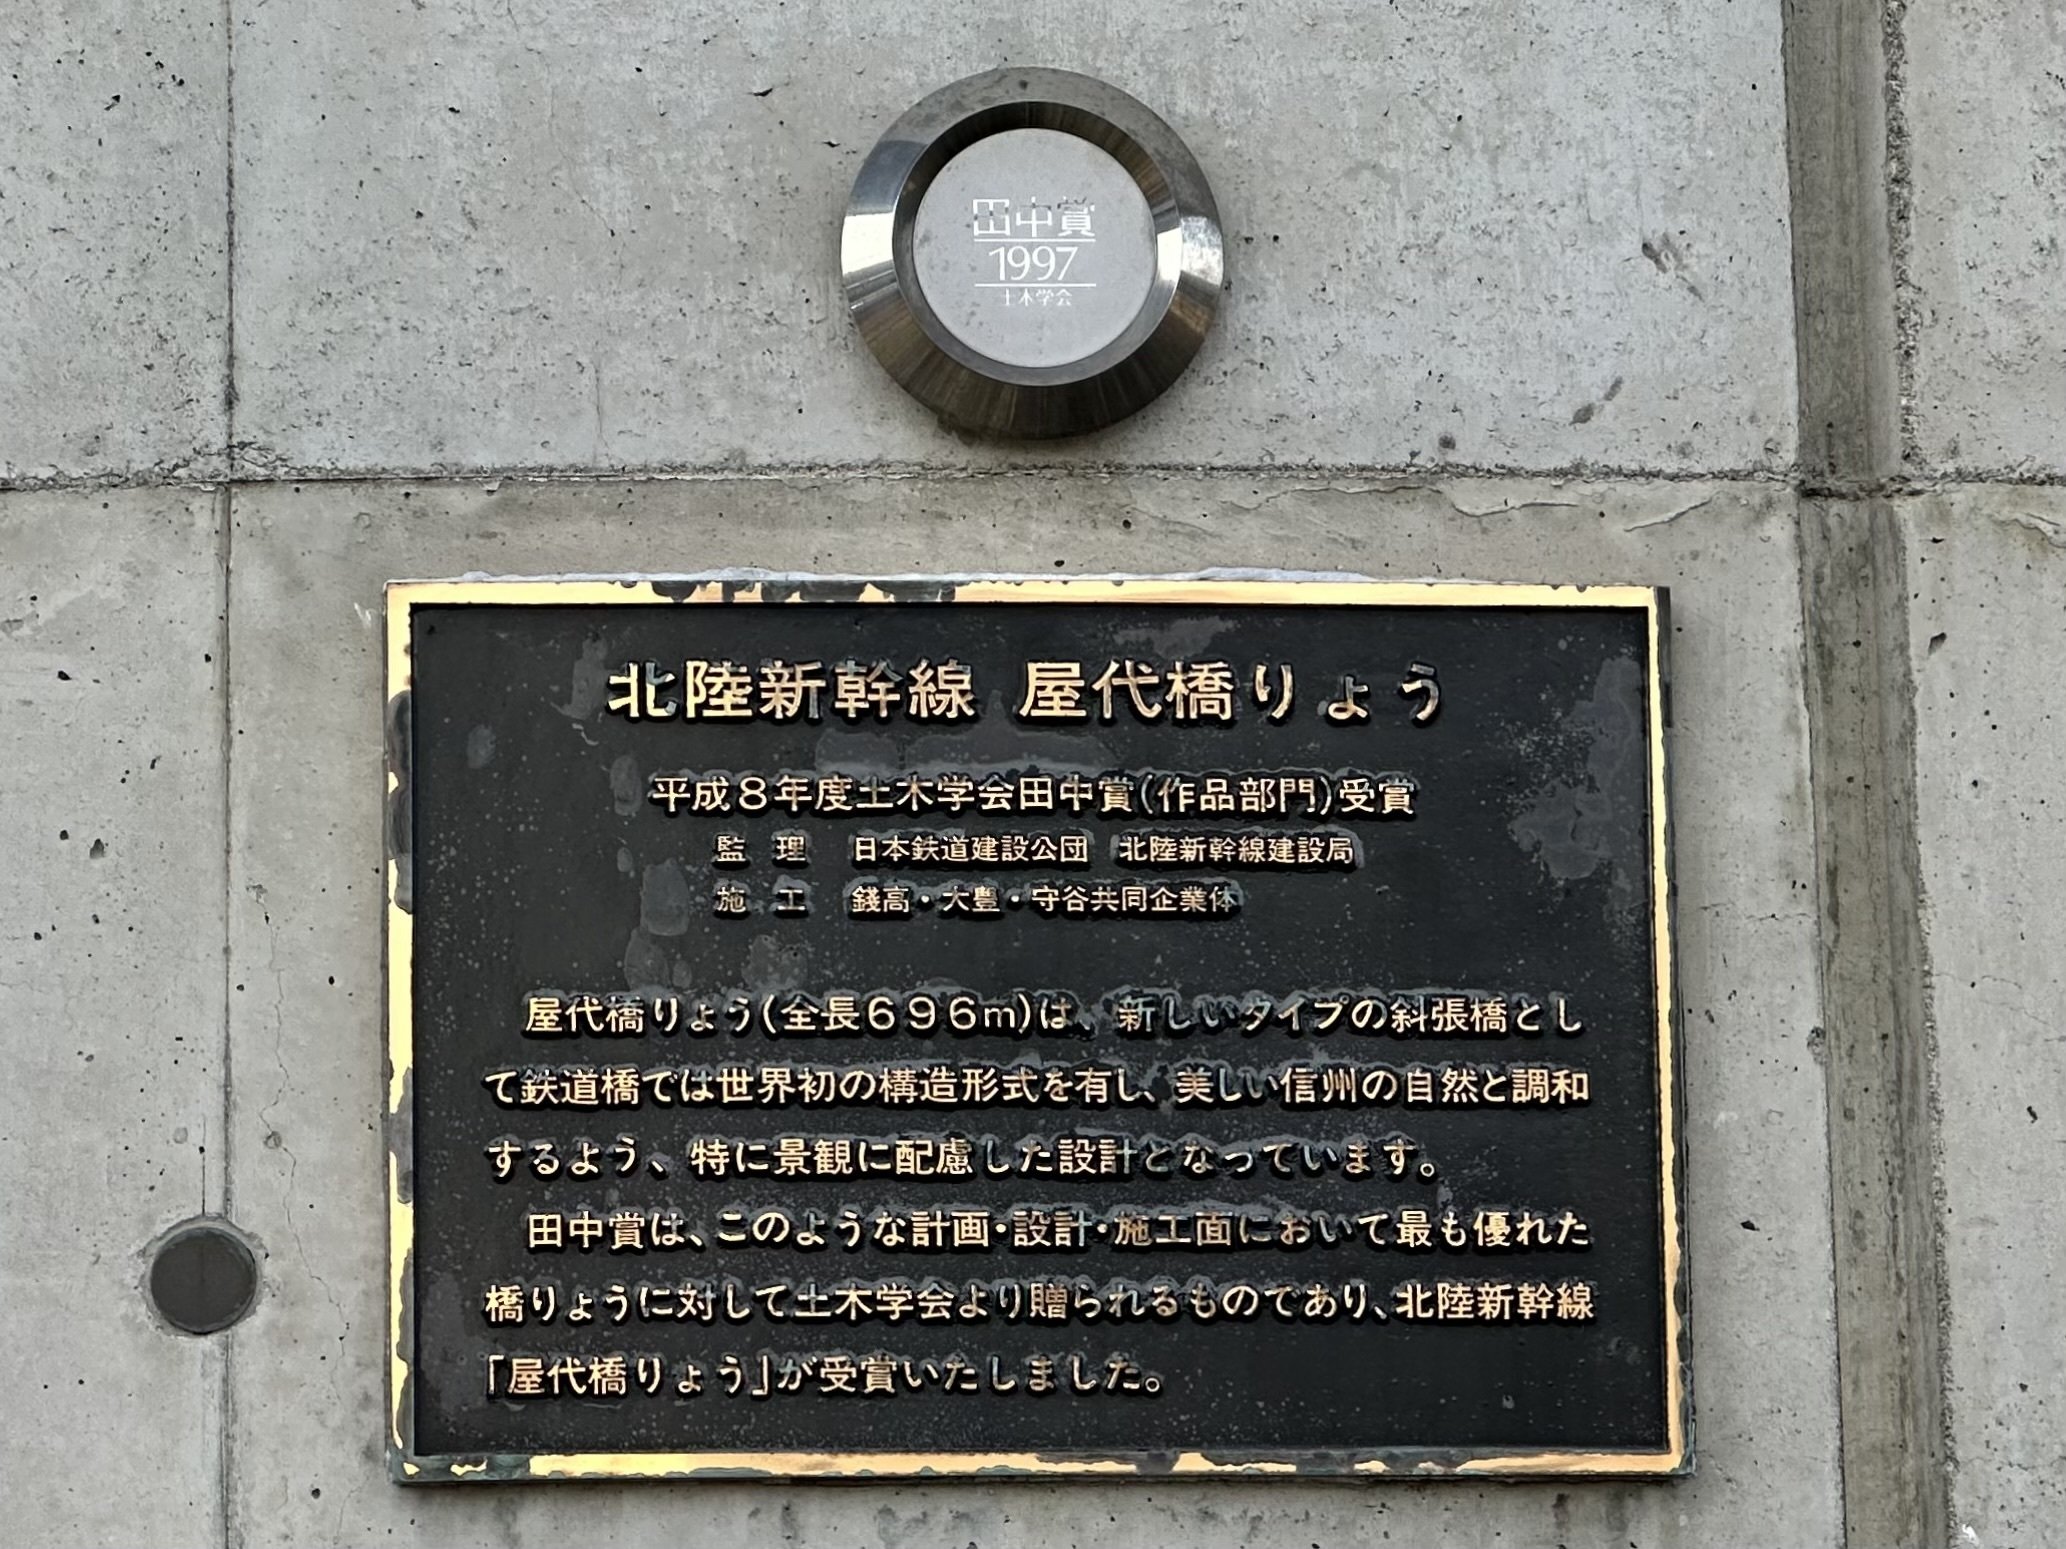 田中賞
1997
土木学会
北陸新幹線 屋代橋りょう
平成8年度土木学会田中賞(作品部門)受賞
監 理 日本鉄道建設公団 北陸新幹線建設局
施 工 錢高・大豊・守谷共同企業体
屋代橋りょう(全長696m)は、新しいタイプの斜張橋とし
て鉄道橋では世界初の構造形式を有し、美しい信州の自然と調和
するよう、特に景観に配慮した設計となっています。
田中賞は、このような計画・設計・施工面において最も優れた
橋りょうに対して土木学会より贈られるものであり、北陸新幹線
「屋代橋りょう」が受賞いたしました。